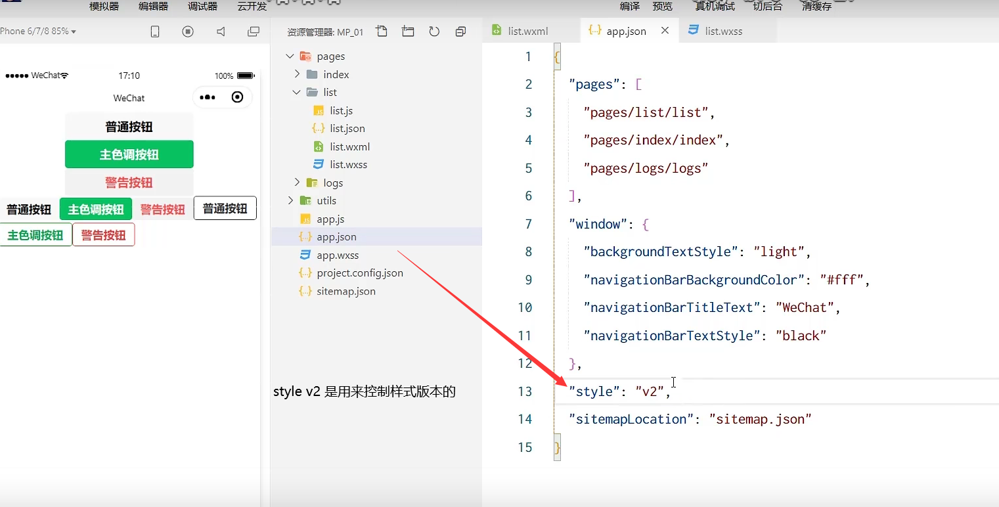 模拟器 编辑器 调试器 云开发 编译 预览 真机调试 切后台 清缓存
Phone 6/7/8 85%
资源管理器: MP_01
list.wxml app.json list.wxss
WeChat 17:10 100%
WeChat
普通按钮
主色调按钮
警告按钮
普通按钮 主色调按钮 警告按钮 普通按钮
主色调按钮 警告按钮
pages
index
list
list.js
list.json
list.wxml
list.wxss
logs
utils
app.js
app.json
app.wxss
project.config.json
sitemap.json
style v2 是用来控制样式版本的
1 {
2 "pages": [
3 "pages/list/list",
4 "pages/index/index",
5 "pages/logs/logs"
6 ],
7 "window": {
8 "backgroundTextStyle": "light",
9 "navigationBarBackgroundColor": "#fff",
10 "navigationBarTitleText": "WeChat",
11 "navigationBarTextStyle": "black"
12 },
13 "style": "v2",
14 "sitemapLocation": "sitemap.json"
15 }